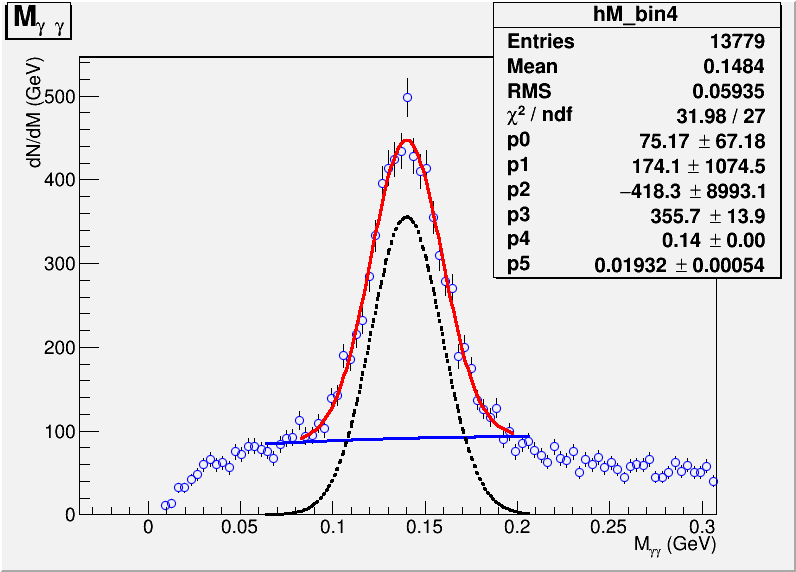 Mγ γ
hM_bin4
Entries 13779
Mean 0.1484
RMS 0.05935
χ² / ndf 31.98 / 27
p0 75.17 ± 67.18
p1 174.1 ± 1074.5
p2 −418.3 ± 8993.1
p3 355.7 ± 13.9
p4 0.14 ± 0.00
p5 0.01932 ± 0.00054
dN/dM (GeV)
500
400
300
200
100
0
0 0.05 0.1 0.15 0.2 0.25 0.3
Mγγ (GeV)